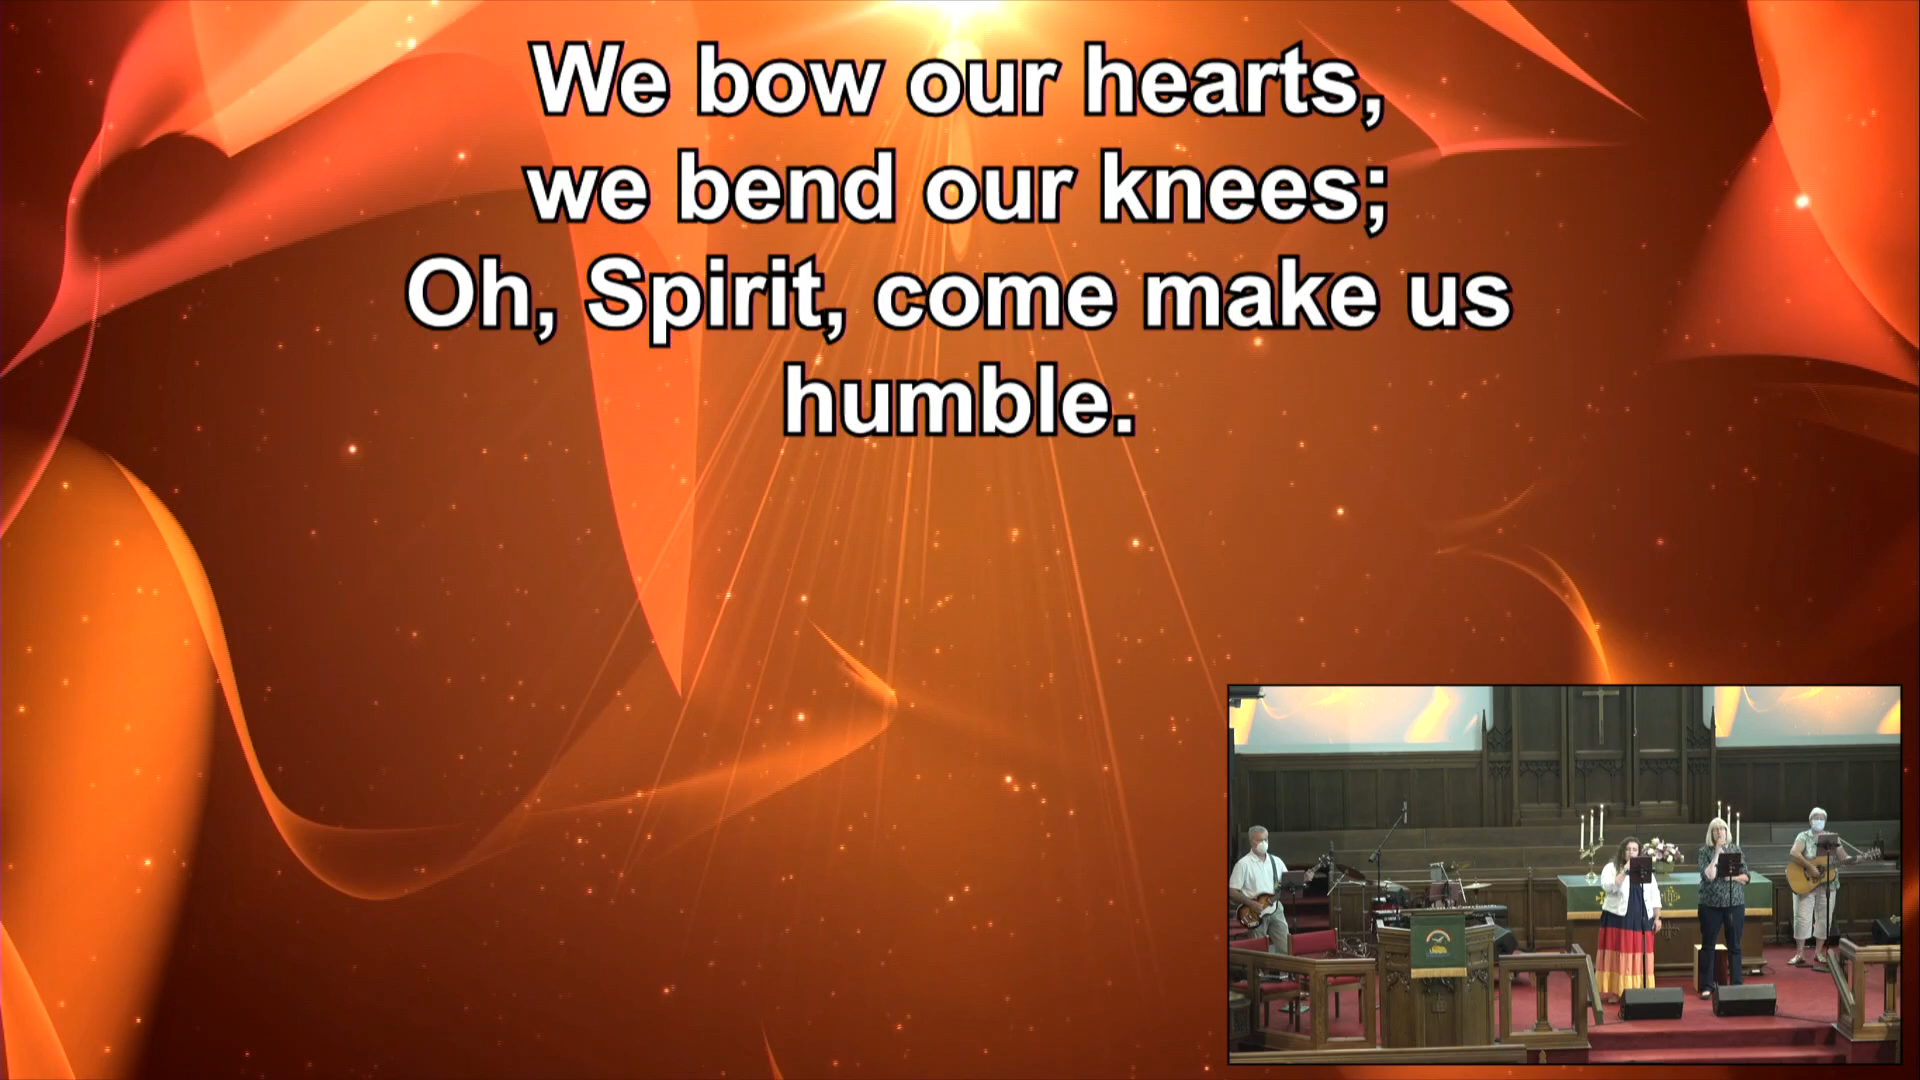 We bow our hearts,
we bend our knees;
Oh, Spirit, come make us
humble.